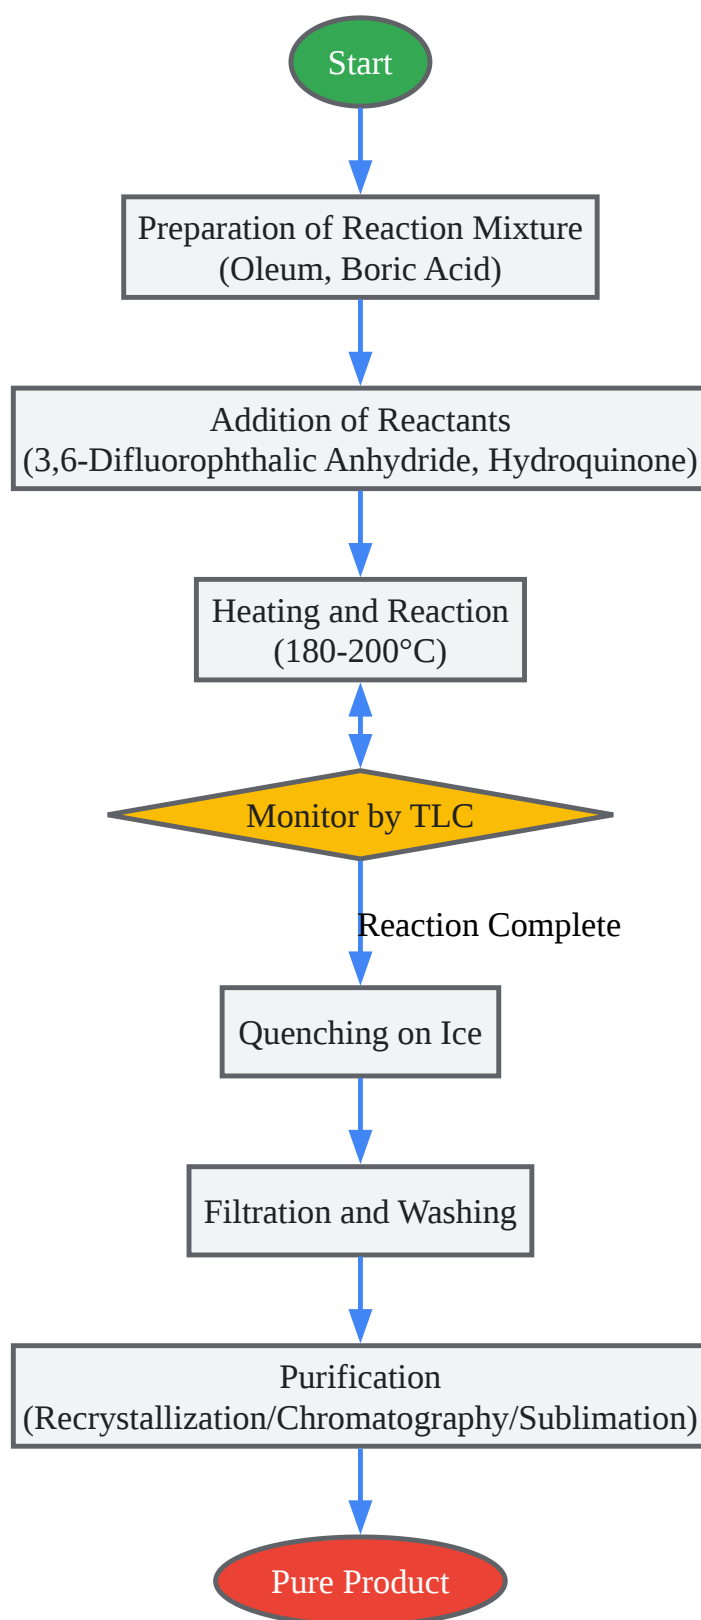 Start
Preparation of Reaction Mixture
(Oleum, Boric Acid)
Addition of Reactants
(3,6-Difluorophthalic Anhydride, Hydroquinone)
Heating and Reaction
(180-200°C)
Monitor by TLC
Reaction Complete
Quenching on Ice
Filtration and Washing
Purification
(Recrystallization/Chromatography/Sublimation)
Pure Product